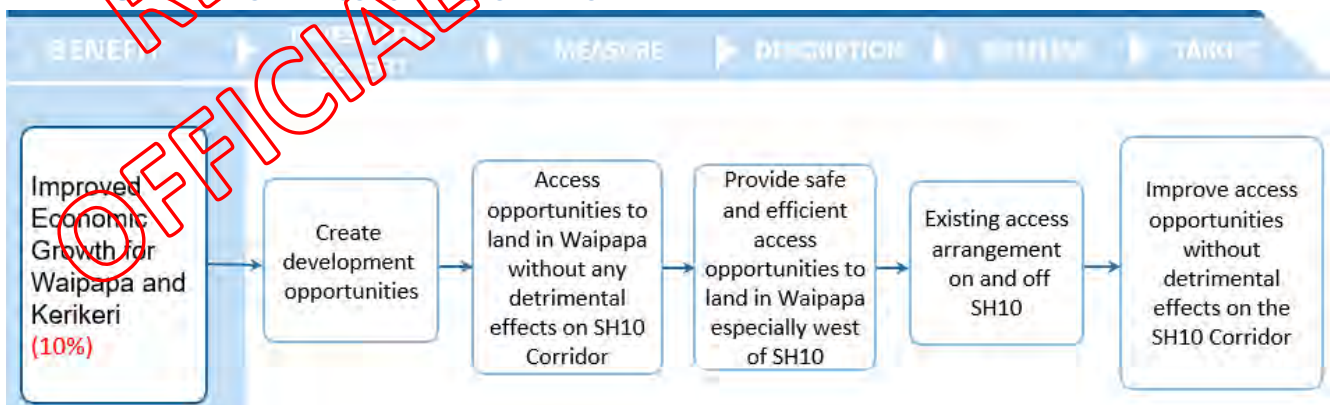 BENEFIT
MEASURE
DESCRIPTION
TARGET
Improved
Economic
Growth for
Waipapa and
Kerikeri
(10%)
Create
development
opportunities
Access
opportunities to
land in Waipapa
without any
detrimental
effects on SH10
Corridor
Provide safe
and efficient
access
opportunities to
land in Waipapa
especially west
of SH10
Existing access
arrangement
on and off
SH10
Improve access
opportunities
without
detrimental
effects on the
SH10 Corridor
OFFICIAL